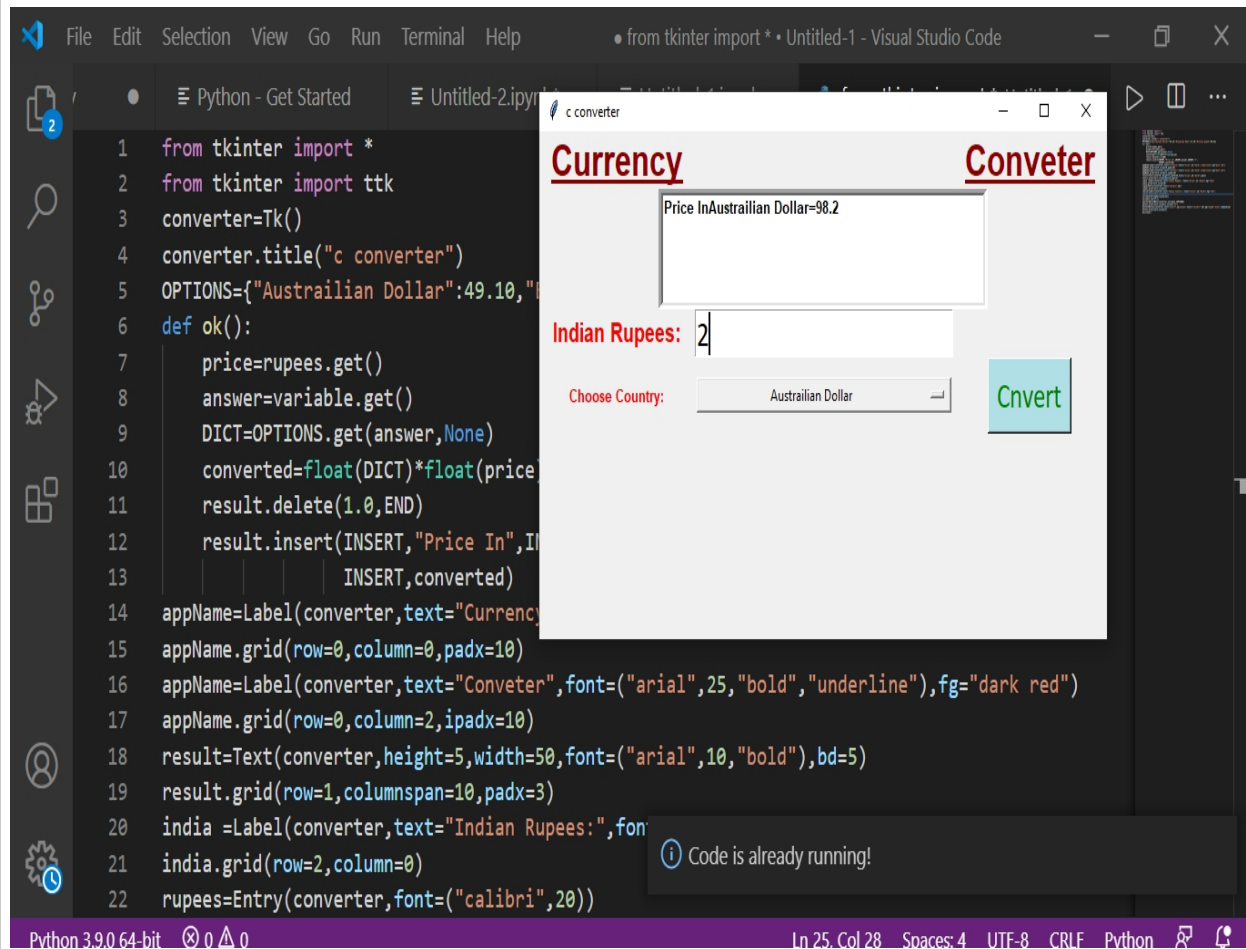 File Edit Selection View Go Run Terminal Help
● from tkinter import * • Untitled-1 - Visual Studio Code
Python - Get Started
Untitled-2.ipyn
2
1 from tkinter import *
2 from tkinter import ttk
3 converter=Tk()
4 converter.title("c converter")
5 OPTIONS={"Austrailian Dollar":49.10,"
6 def ok():
7 price=rupees.get()
8 answer=variable.get()
9 DICT=OPTIONS.get(answer,None)
10 converted=float(DICT)*float(price)
11 result.delete(1.0,END)
12 result.insert(INSERT,"Price In",IN
13 INSERT,converted)
14 appName=Label(converter,text="Currency
15 appName.grid(row=0,column=0,padx=10)
16 appName=Label(converter,text="Conveter",font=("arial",25,"bold","underline"),fg="dark red")
17 appName.grid(row=0,column=2,ipadx=10)
18 result=Text(converter,height=5,width=50,font=("arial",10,"bold"),bd=5)
19 result.grid(row=1,columnspan=10,padx=3)
20 india =Label(converter,text="Indian Rupees:",fon
21 india.grid(row=2,column=0)
22 rupees=Entry(converter,font=("calibri",20))
c converter
Currency Conveter
Price InAustrailian Dollar=98.2
Indian Rupees: 2
Choose Country: Austrailian Dollar
Cnvert
Code is already running!
Python 3.9.0 64-bit 0 0 Ln 25, Col 28 Spaces: 4 UTF-8 CRLF Python